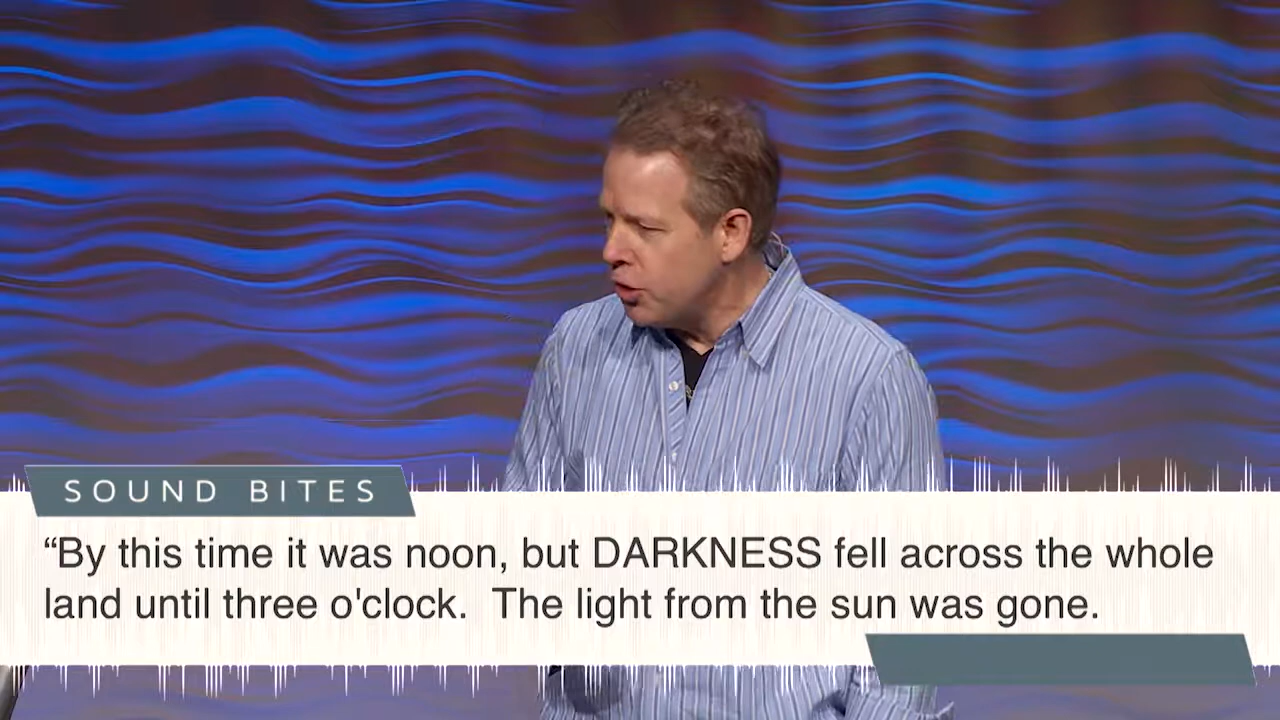 SOUND BITES
“By this time it was noon, but DARKNESS fell across the whole
land until three o'clock.  The light from the sun was gone.